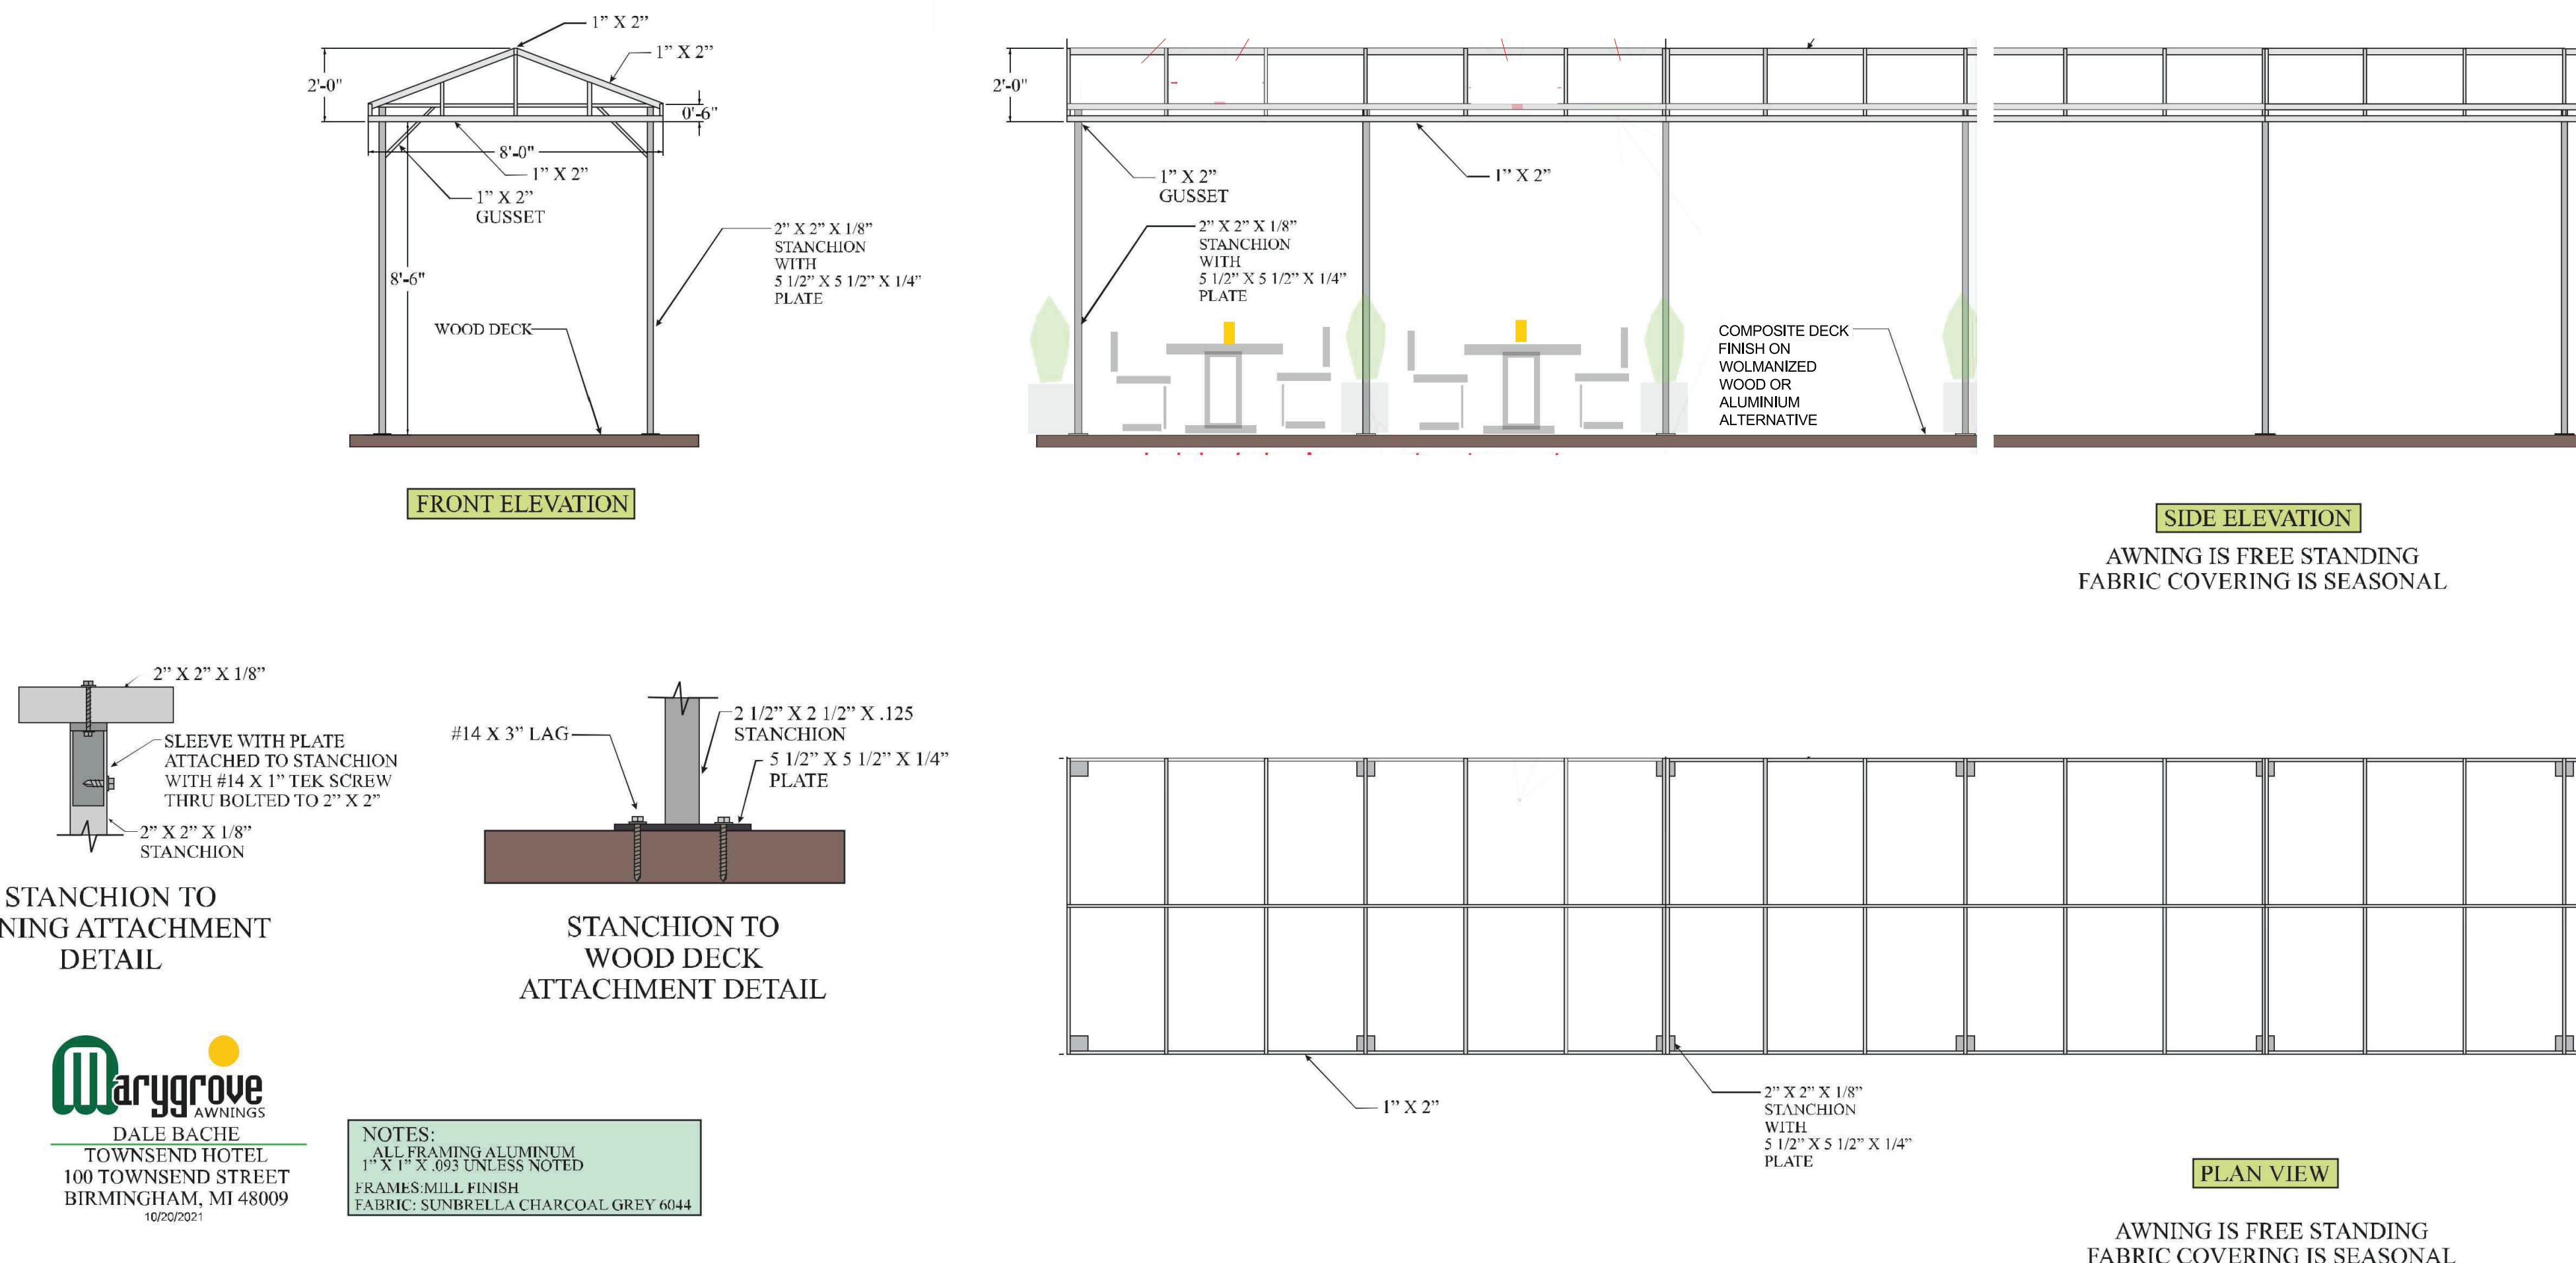 1” X 2”
1” X 2”
2'-0"
0'-6"
8'-0"
1” X 2”
1” X 2”
GUSSET
8'-6"
2” X 2” X 1/8”
STANCHION
WITH
5 1/2” X 5 1/2” X 1/4”
PLATE
WOOD DECK
FRONT ELEVATION
2'-0"
1” X 2”
GUSSET
1” X 2”
2” X 2” X 1/8”
STANCHION
WITH
5 1/2” X 5 1/2” X 1/4”
PLATE
COMPOSITE DECK
FINISH ON
WOLMANIZED
WOOD OR
ALUMINIUM
ALTERNATIVE
SIDE ELEVATION
AWNING IS FREE STANDING
FABRIC COVERING IS SEASONAL
2” X 2” X 1/8”
SLEEVE WITH PLATE
ATTACHED TO STANCHION
WITH #14 X 1” TEK SCREW
THRU BOLTED TO 2” X 2”
2” X 2” X 1/8”
STANCHION
STANCHION TO
NING ATTACHMENT
DETAIL
#14 X 3” LAG
2 1/2” X 2 1/2” X .125
STANCHION
5 1/2” X 5 1/2” X 1/4”
PLATE
STANCHION TO
WOOD DECK
ATTACHMENT DETAIL
1” X 2”
2” X 2” X 1/8”
STANCHION
WITH
5 1/2” X 5 1/2” X 1/4”
PLATE
PLAN VIEW
AWNING IS FREE STANDING
FABRIC COVERING IS SEASONAL
Marygrove
AWNINGS
DALE BACHE
TOWNSEND HOTEL
100 TOWNSEND STREET
BIRMINGHAM, MI 48009
10/20/2021
NOTES:
ALL FRAMING ALUMINUM
1” X 1” X .093 UNLESS NOTED
FRAMES:MILL FINISH
FABRIC: SUNBRELLA CHARCOAL GREY 6044